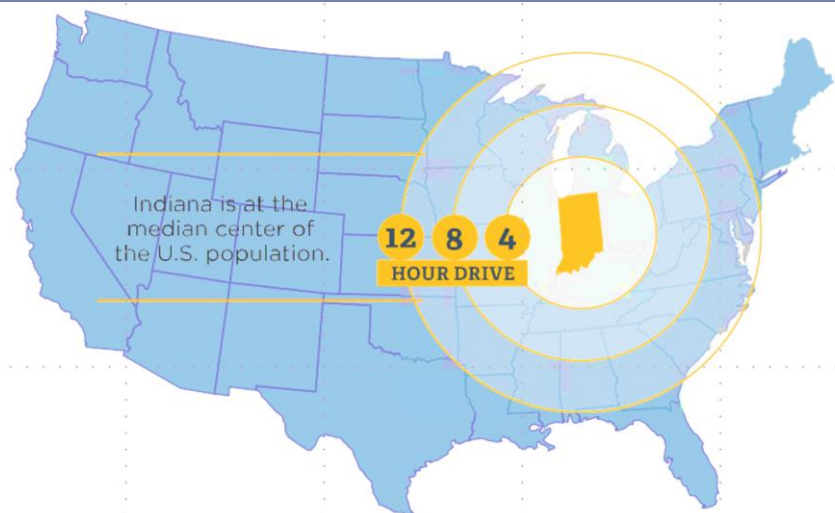 Indiana is at the
median center of
the U.S. population.
12 8 4
HOUR DRIVE